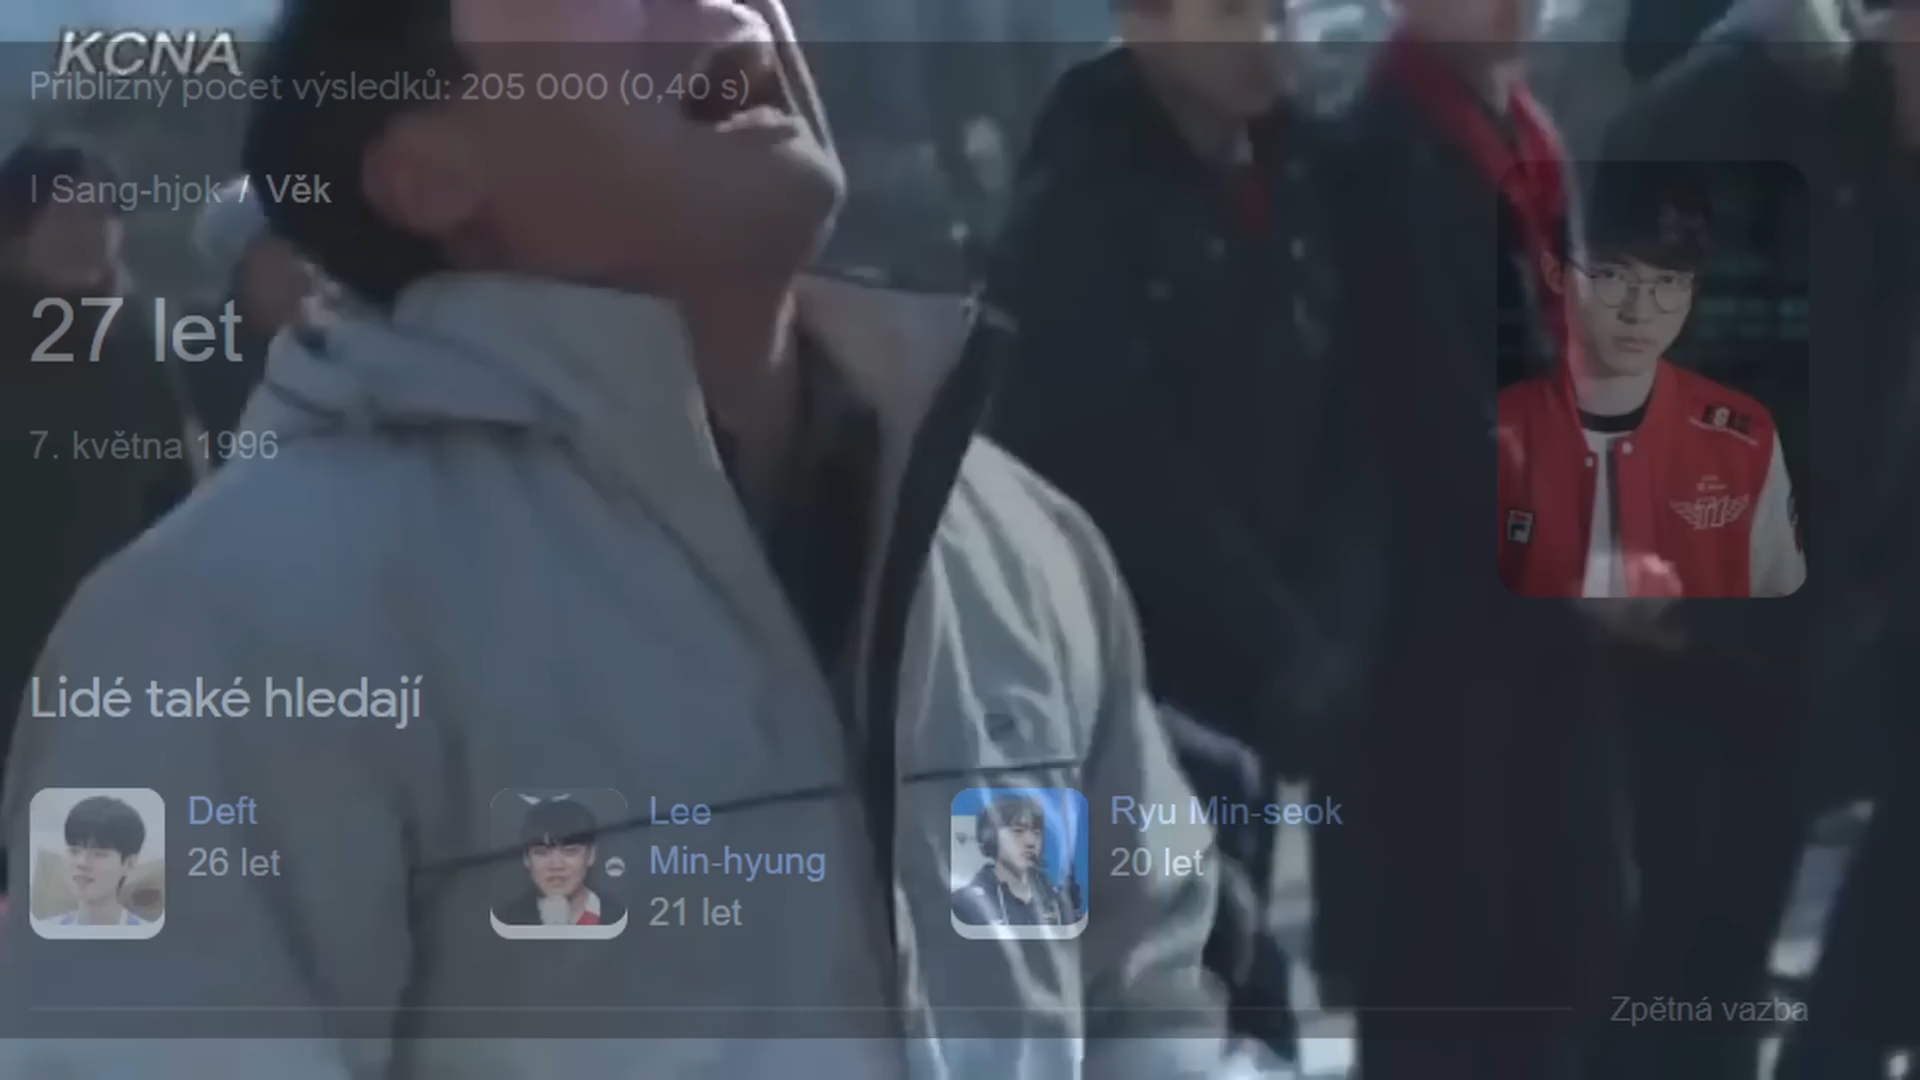 KCNA
Přibližný počet výsledků: 205 000 (0,40 s)
I Sang-hjok / Věk
27 let
7. května 1996
T1
Lidé také hledají
Deft
26 let
Lee
Min-hyung
21 let
Ryu Min-seok
20 let
Zpětná vazba